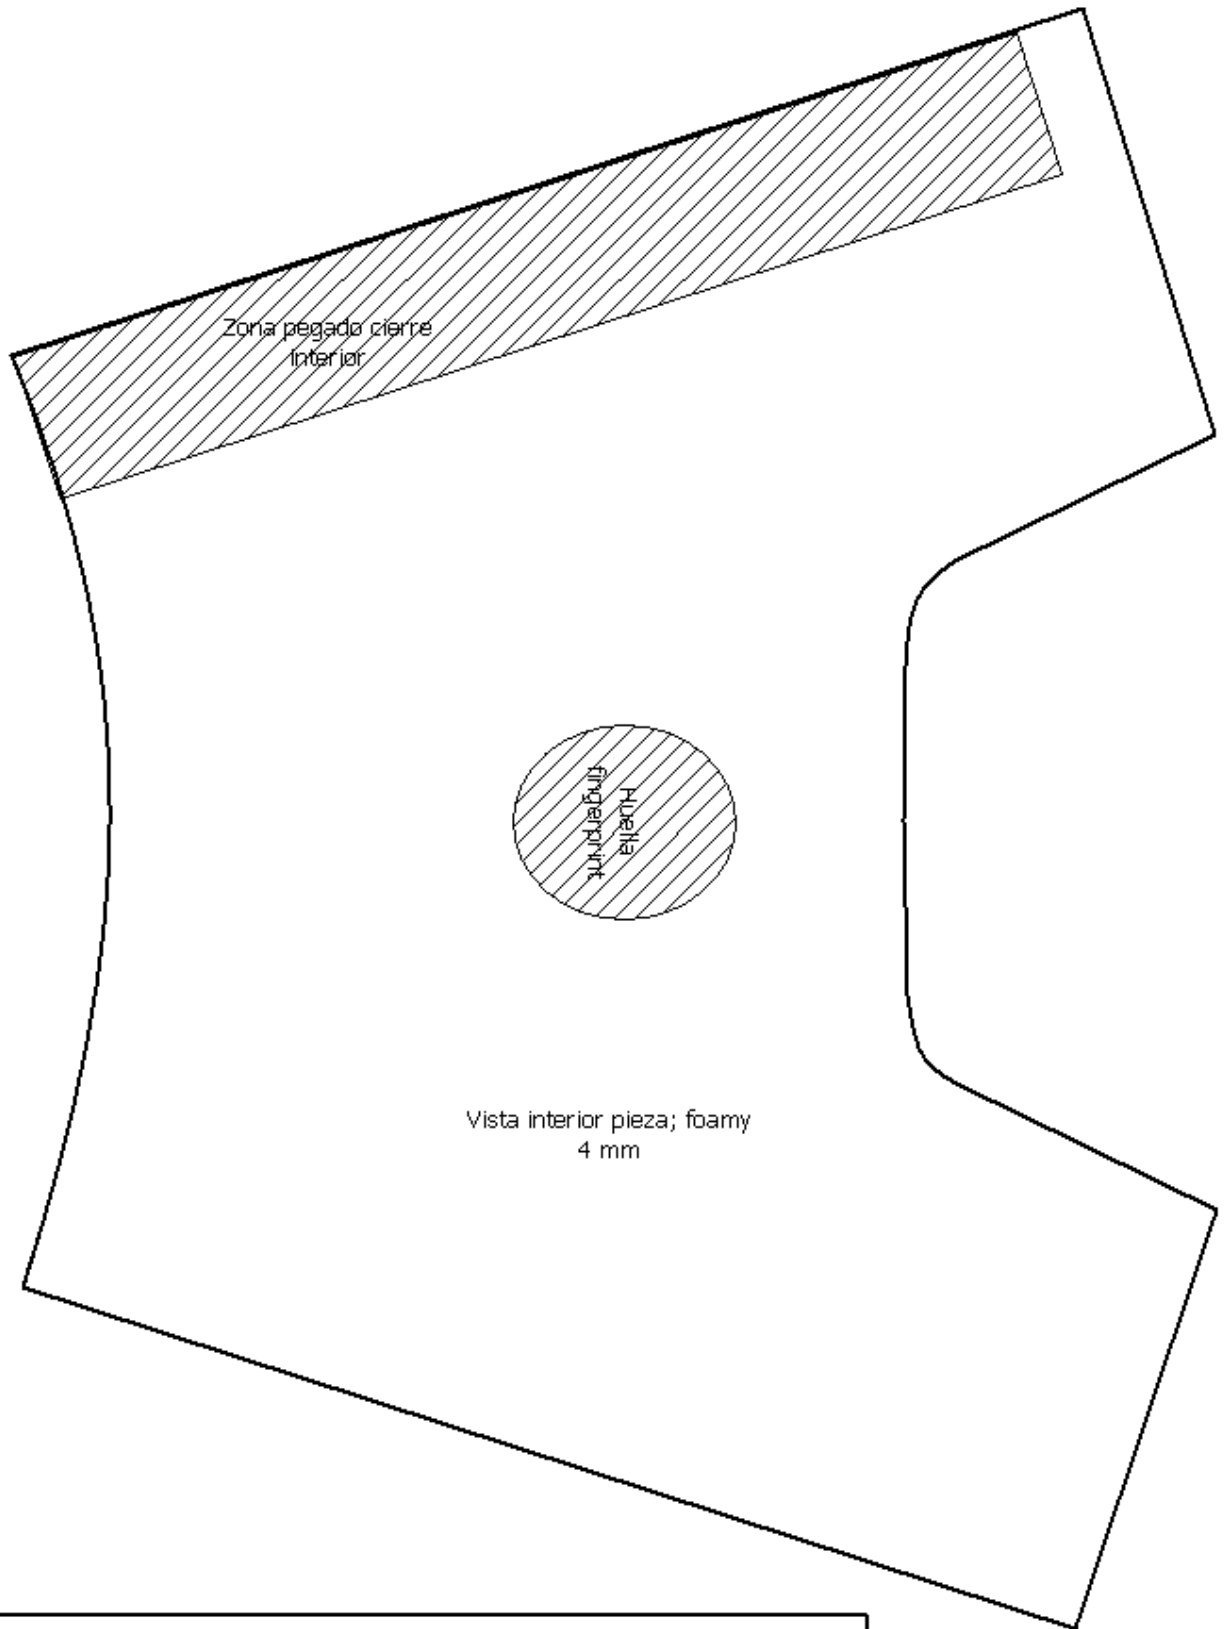 Zona pegado cierre
interior
Huella
fingerprint
Vista interior pieza; foamy
4 mm